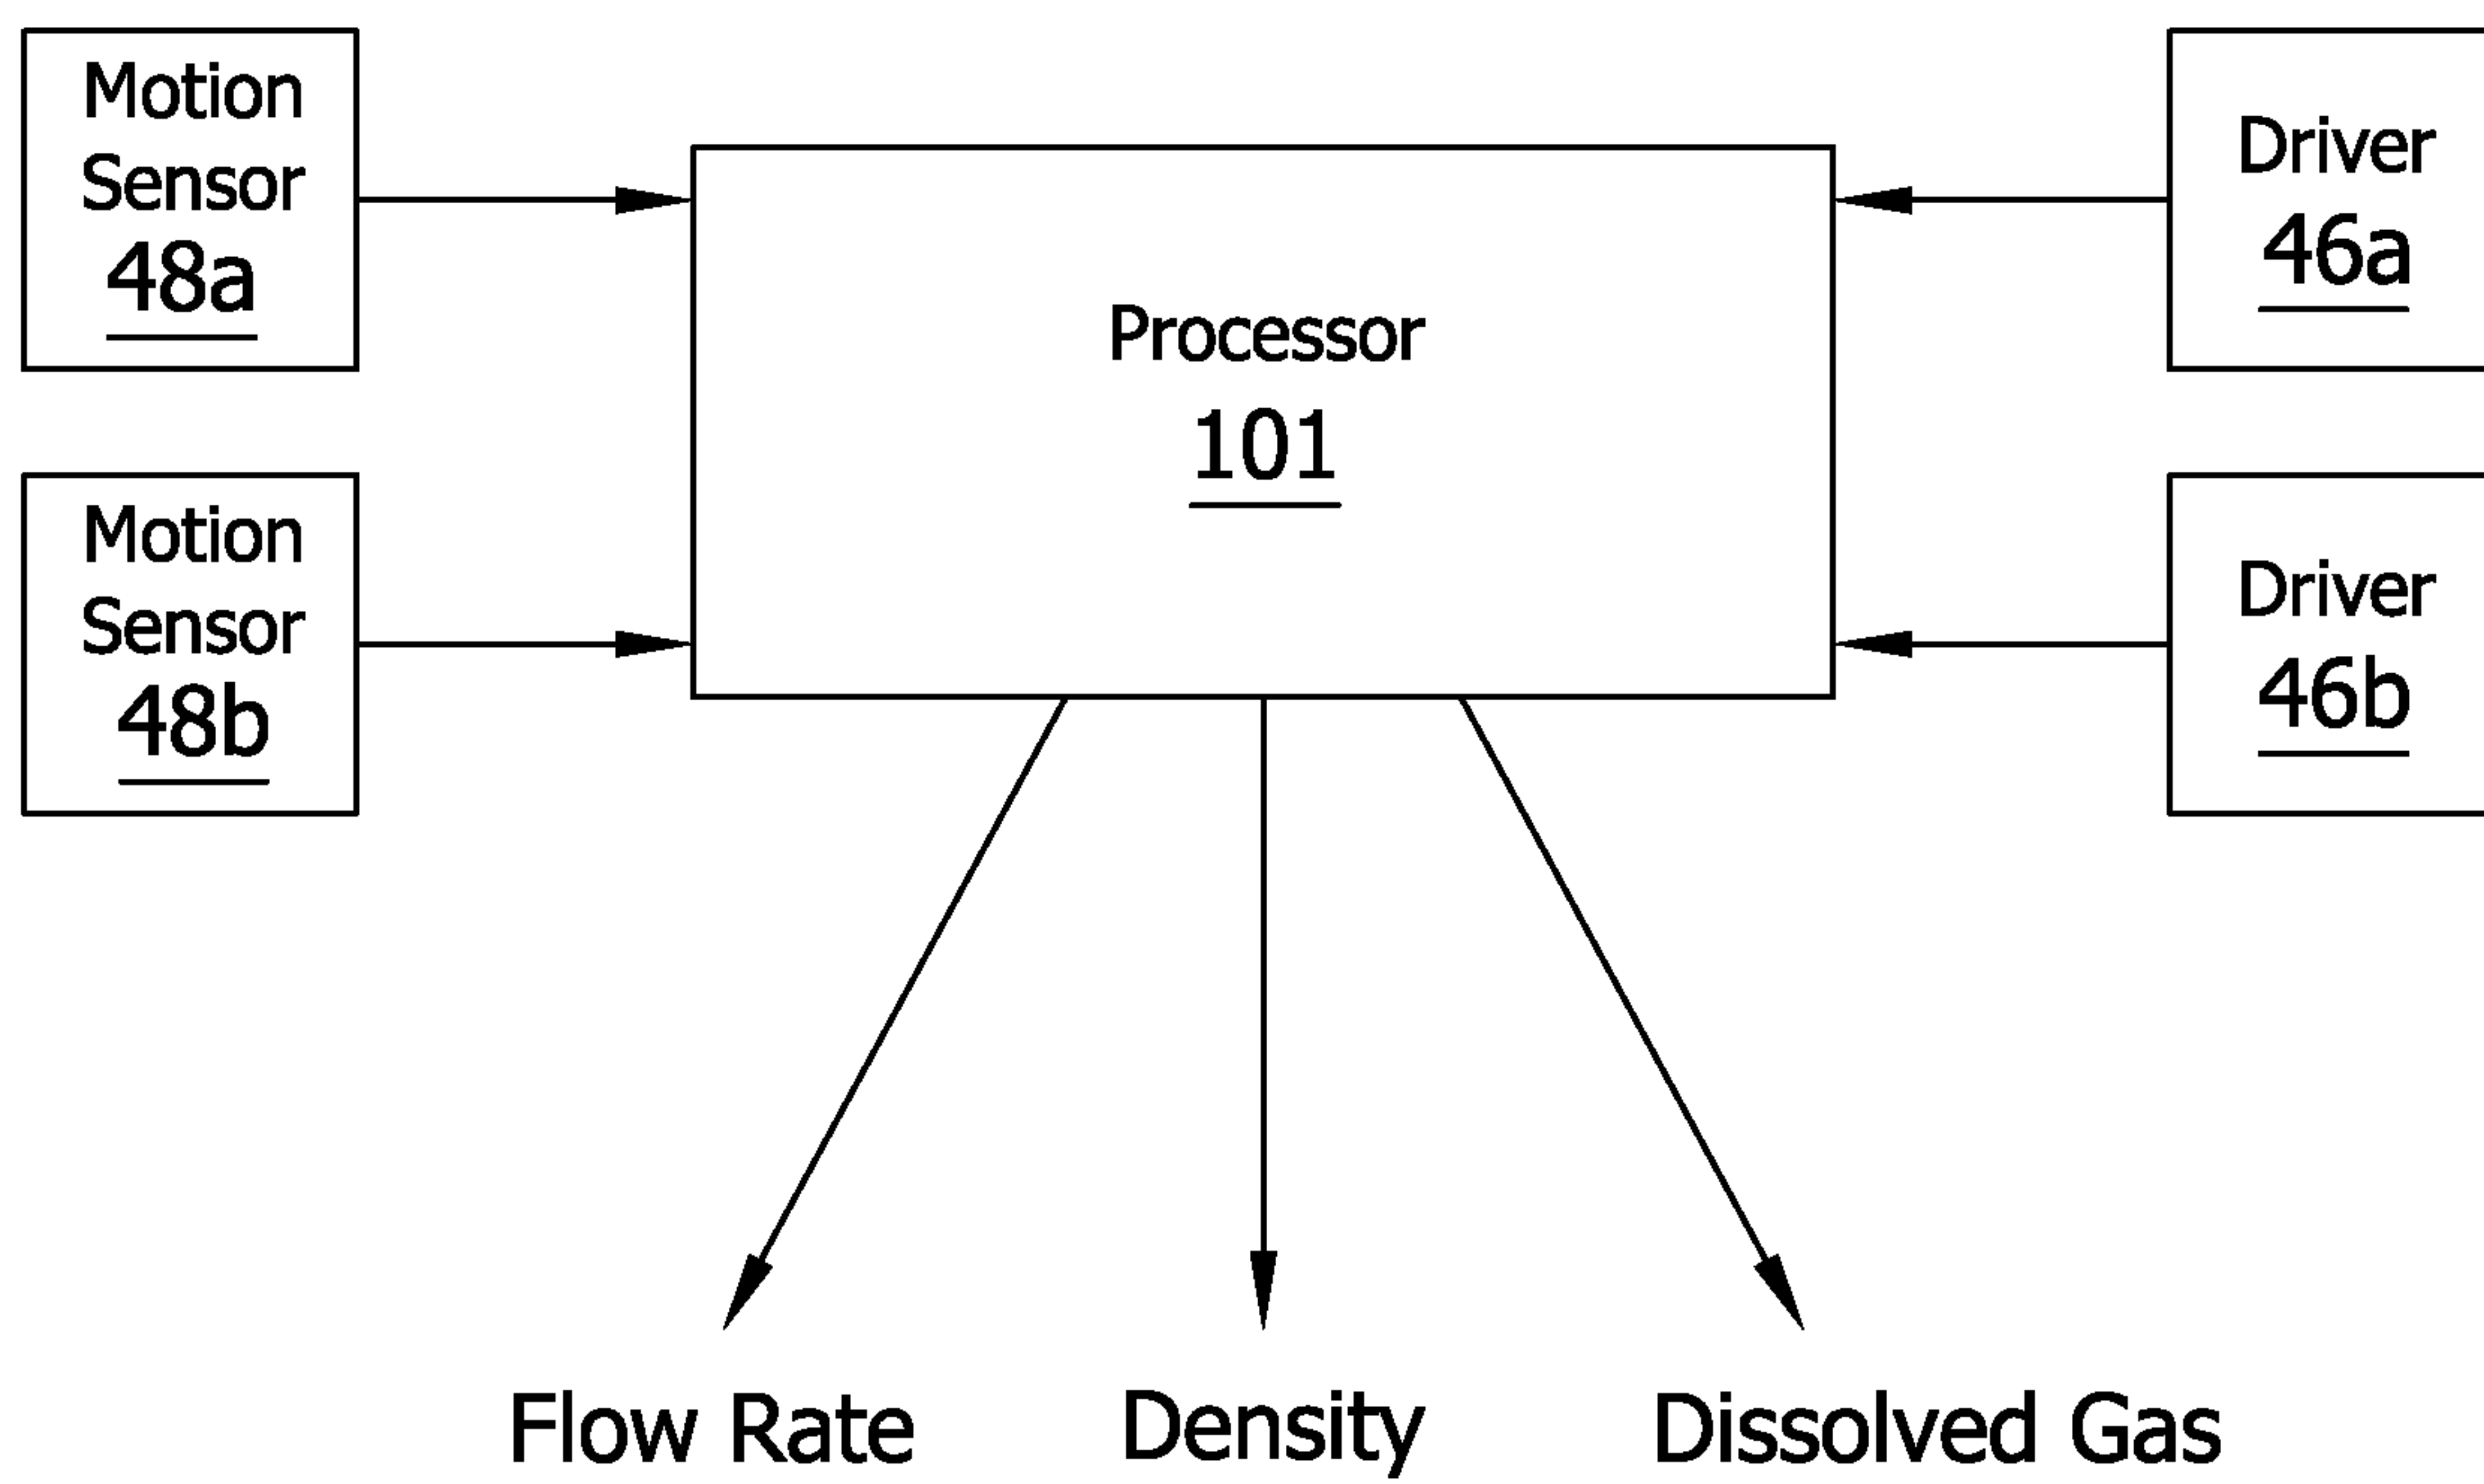 Motion
Sensor
48a
Processor
101
Driver
46a
Motion
Sensor
48b
Driver
46b
Flow Rate
Density
Dissolved Gas